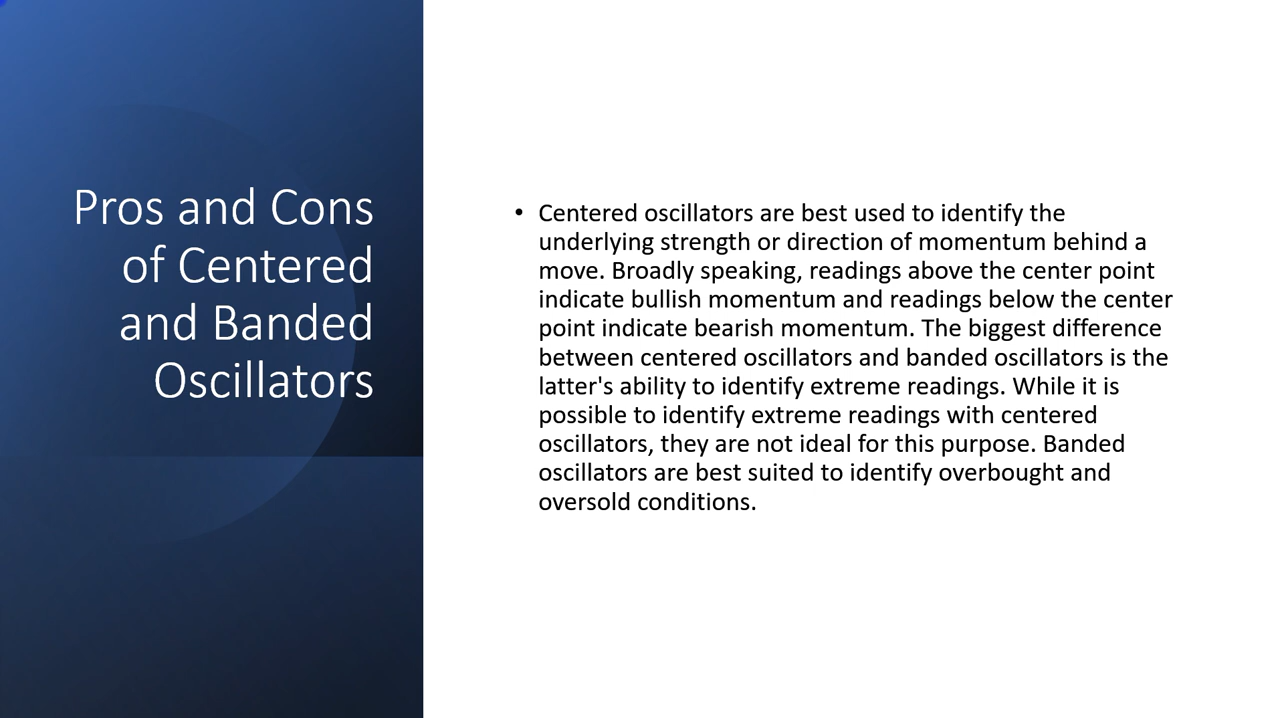 Pros and Cons
of Centered
and Banded
Oscillators
• Centered oscillators are best used to identify the
underlying strength or direction of momentum behind a
move. Broadly speaking, readings above the center point
indicate bullish momentum and readings below the center
point indicate bearish momentum. The biggest difference
between centered oscillators and banded oscillators is the
latter's ability to identify extreme readings. While it is
possible to identify extreme readings with centered
oscillators, they are not ideal for this purpose. Banded
oscillators are best suited to identify overbought and
oversold conditions.